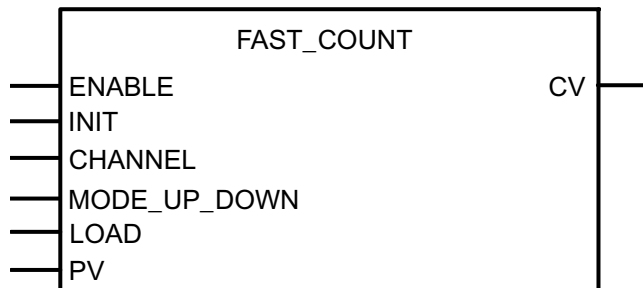 FAST_COUNT
ENABLE CV
INIT
CHANNEL
MODE_UP_DOWN
LOAD
PV